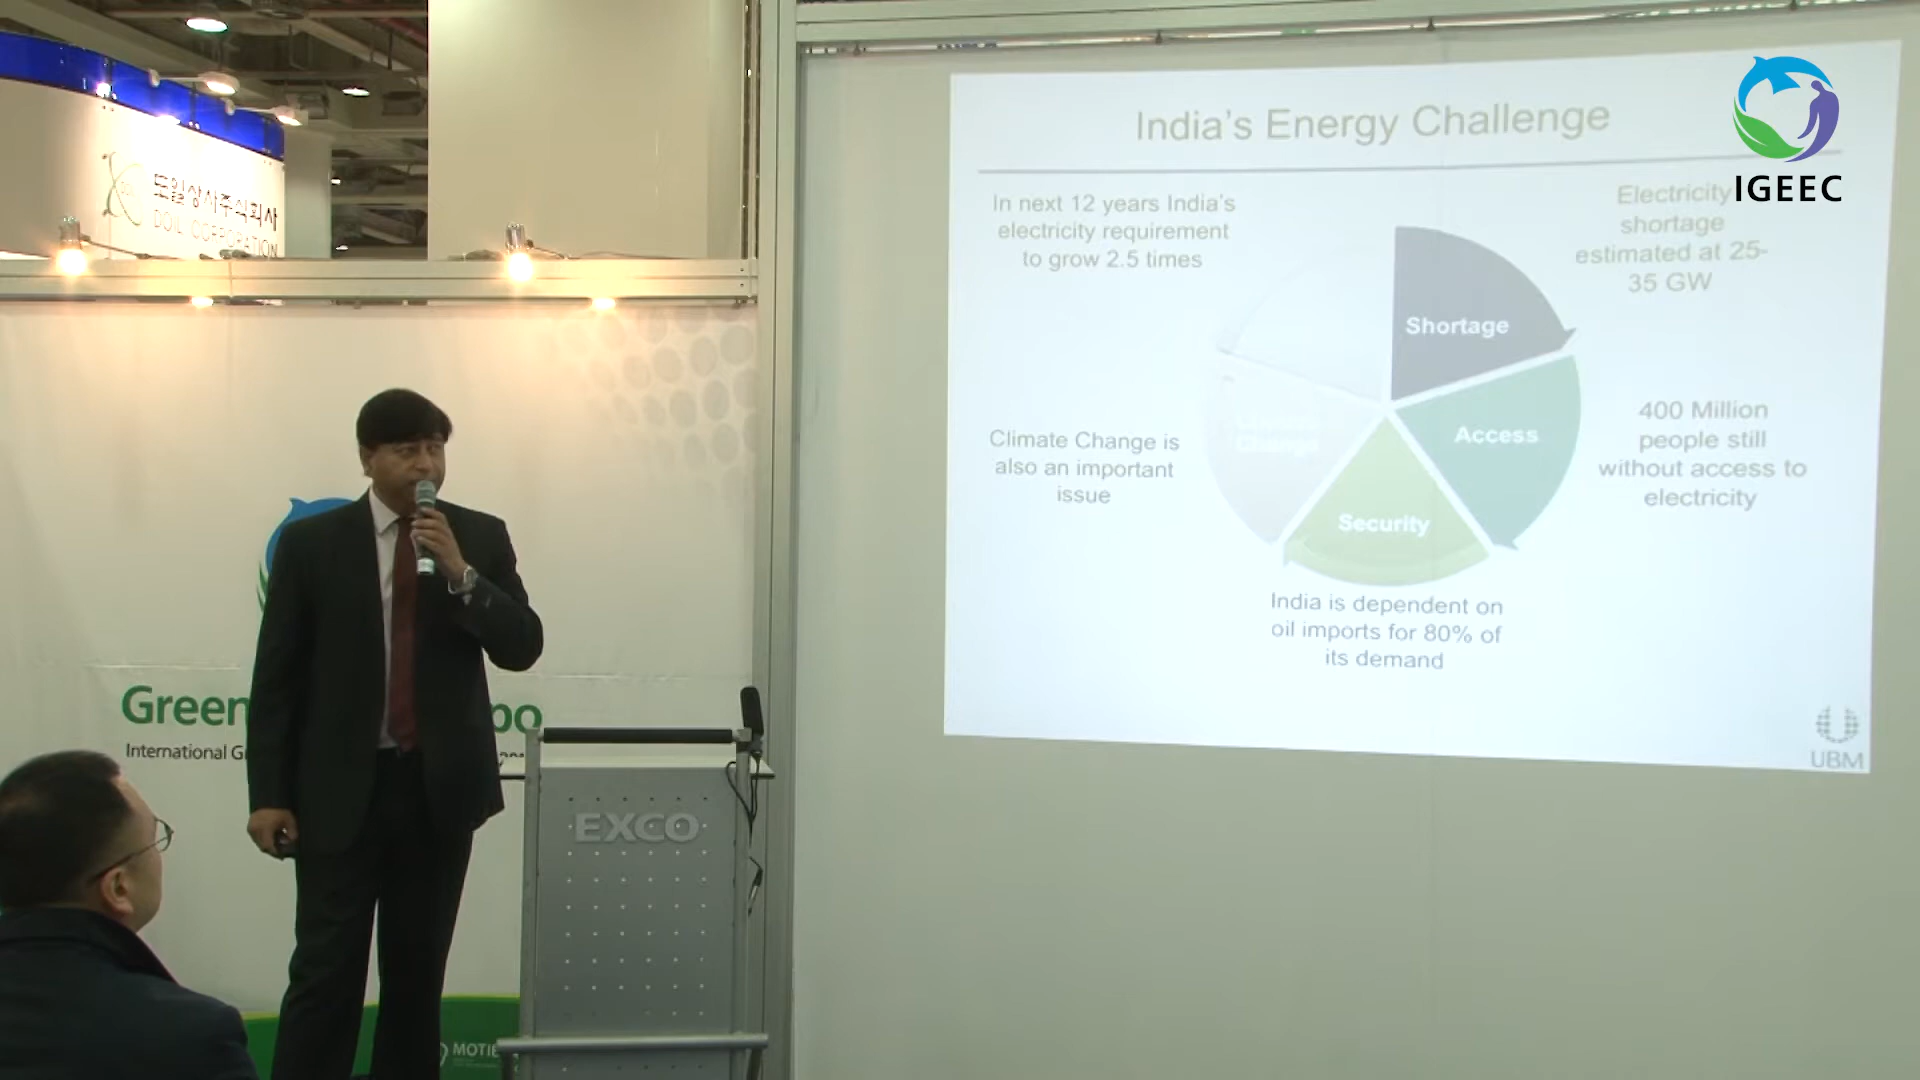 또일상사주식회사
DOIL CORPORATION
Green
po
International G
EXCO
MOTIE
India's Energy Challenge
IGEEC
In next 12 years India's
electricity requirement
to grow 2.5 times
Electricity
shortage
estimated at 25-
35 GW
Shortage
Access
400 Million
people still
without access to
electricity
Climate Change is
also an important
issue
Change
Security
India is dependent on
oil imports for 80% of
its demand
UBM